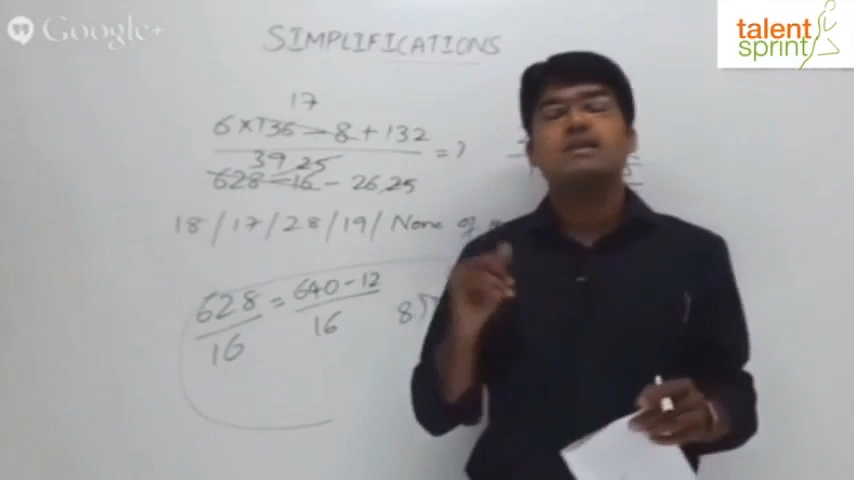 Google+
talent
sprint
SIMPLIFICATIONS
17
6×136-8+132
=?
39.25
628-16-26.25
18/17/28/19/None of
628 = 640-12
16 16